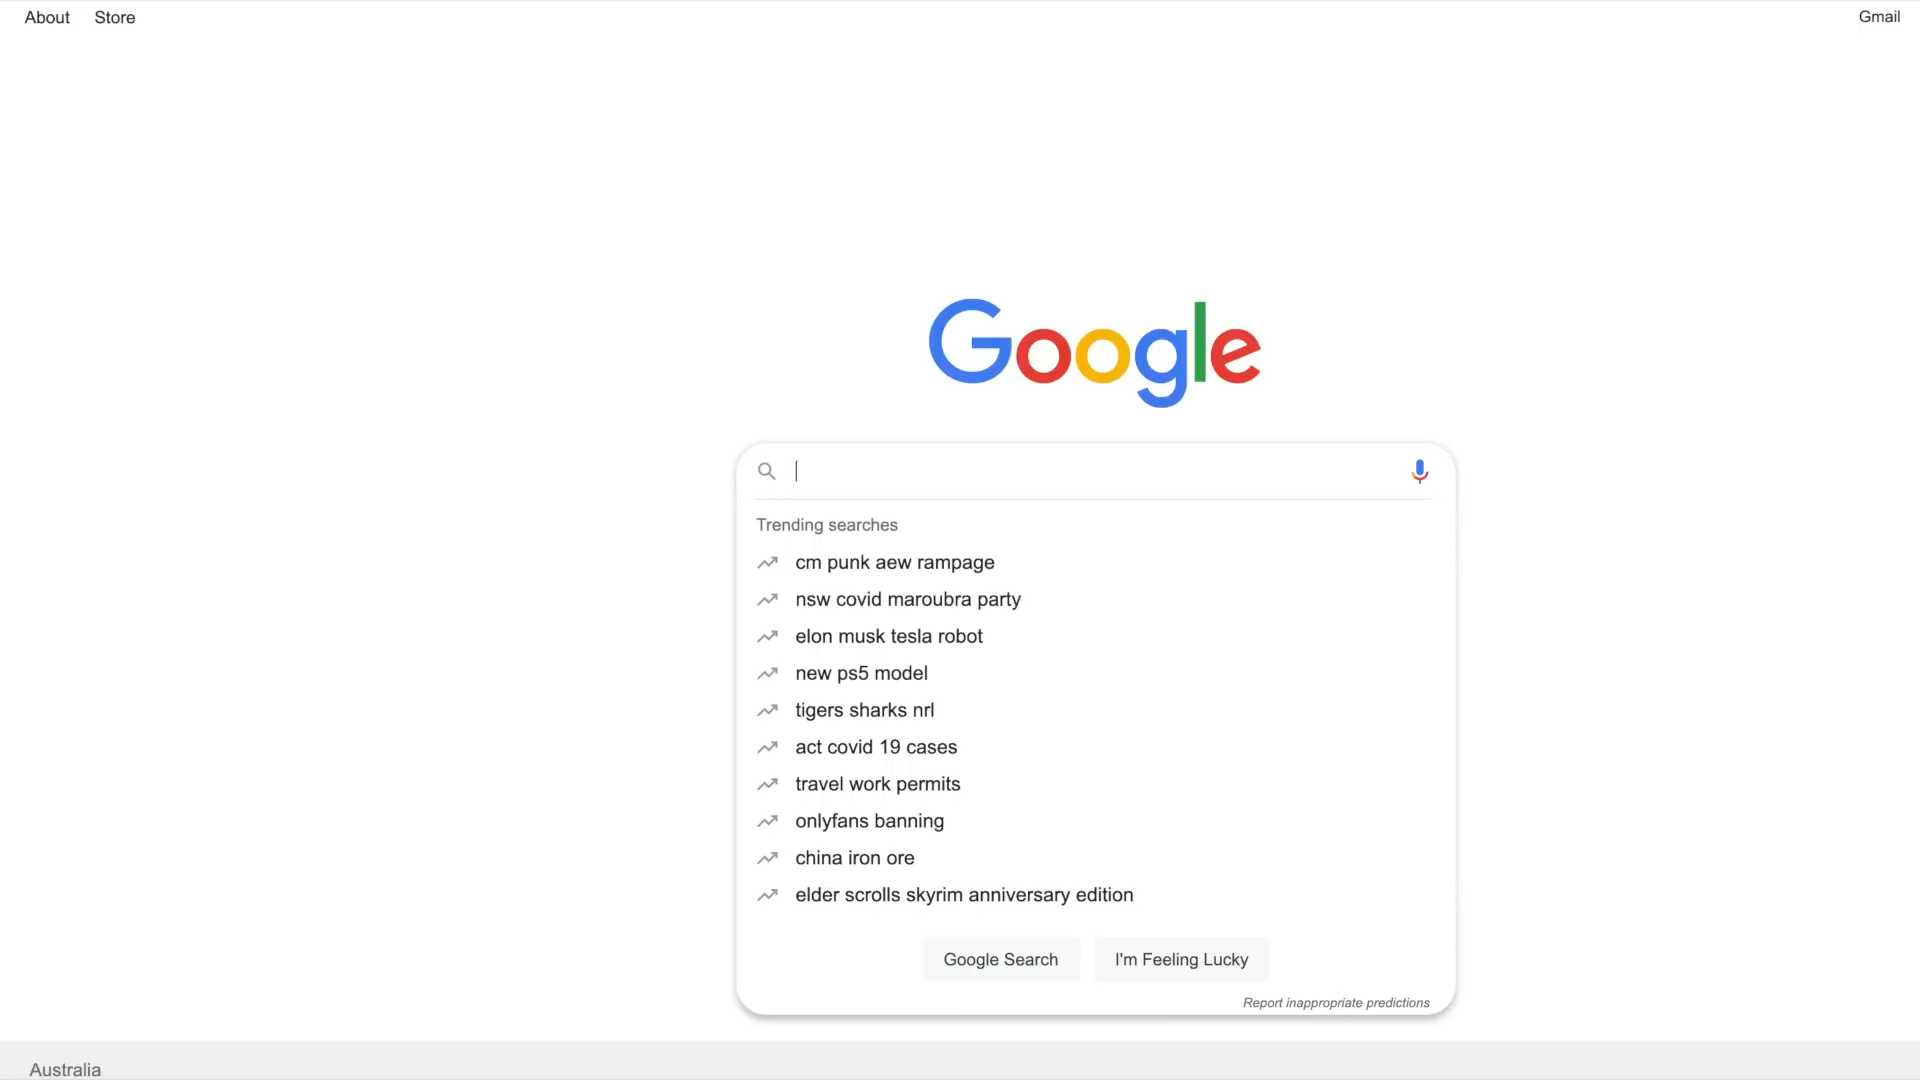 About Store Gmail
Google
Trending searches
cm punk aew rampage
nsw covid maroubra party
elon musk tesla robot
new ps5 model
tigers sharks nrl
act covid 19 cases
travel work permits
onlyfans banning
china iron ore
elder scrolls skyrim anniversary edition
Google Search I'm Feeling Lucky
Report inappropriate predictions
Australia